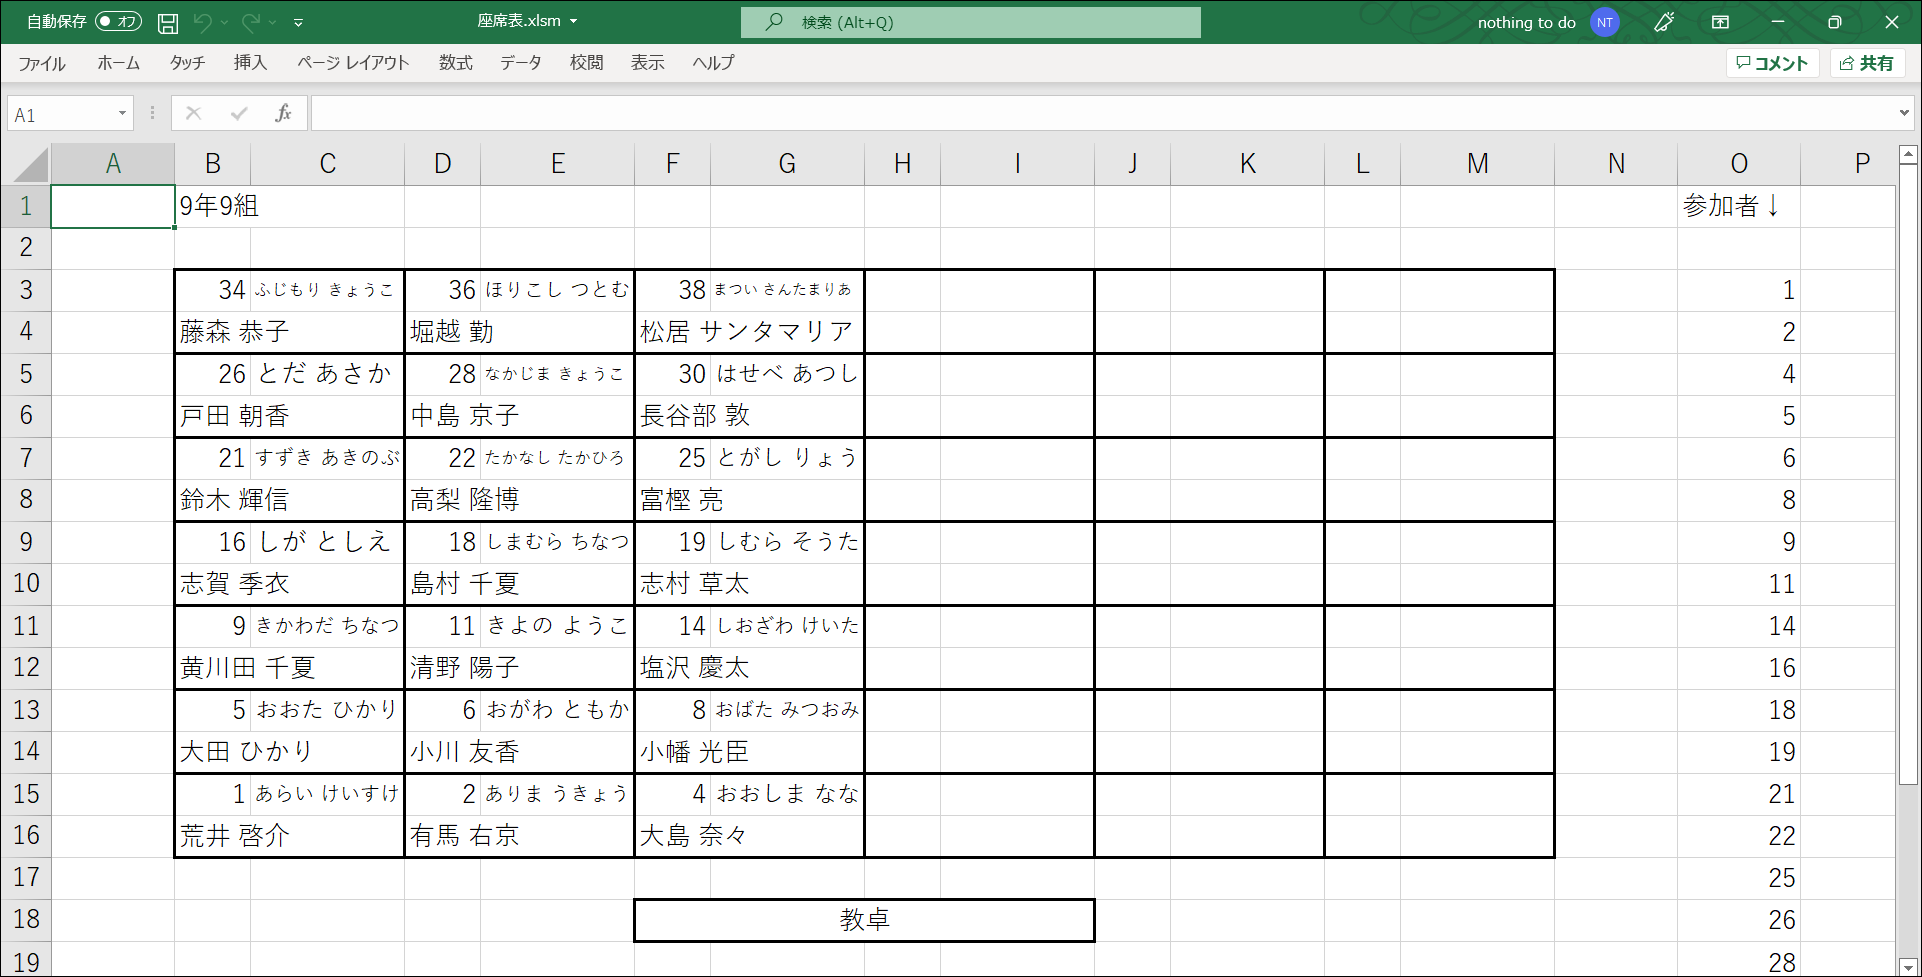 自動保存 オフ 座席表.xlsm 検索 (Alt+Q) nothing to do NT
ファイル ホーム タッチ 挿入 ページ レイアウト 数式 データ 校閲 表示 ヘルプ コメント 共有
A1 fx
A B C D E F G H I J K L M N O P
1 9年9組 参加者↓
2
3 34 ふじもり きょうこ 36 ほりこし つとむ 38 まつい さんたまりあ 1
4 藤森 恭子 堀越 勤 松居 サンタマリア 2
5 26 とだ あさか 28 なかじま きょうこ 30 はせべ あつし 4
6 戸田 朝香 中島 京子 長谷部 敦 5
7 21 すずき あきのぶ 22 たかなし たかひろ 25 とがし りょう 6
8 鈴木 輝信 高梨 隆博 富樫 亮 8
9 16 しが としえ 18 しまむら ちなつ 19 しむら そうた 9
10 志賀 季衣 島村 千夏 志村 草太 11
11 9 きかわだ ちなつ 11 きよの ようこ 14 しおざわ けいた 14
12 黄川田 千夏 清野 陽子 塩沢 慶太 16
13 5 おおた ひかり 6 おがわ ともか 8 おばた みつおみ 18
14 大田 ひかり 小川 友香 小幡 光臣 19
15 1 あらい けいすけ 2 ありま うきょう 4 おおしま なな 21
16 荒井 啓介 有馬 右京 大島 奈々 22
17 25
18 教卓 26
19 28